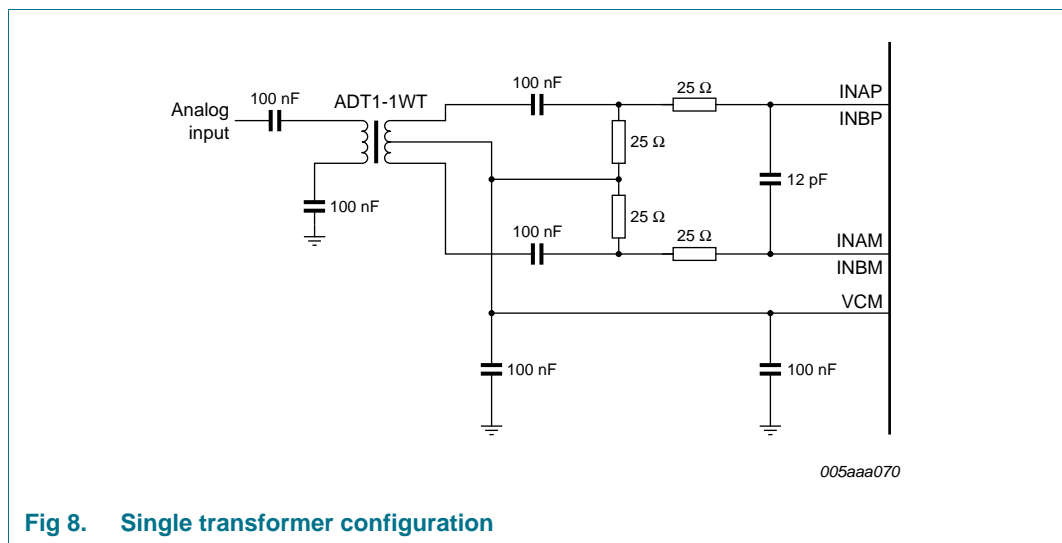 100 nF
ADT1-1WT
100 nF
25 Ω
INAP
Analog
input
INBP
25 Ω
12 pF
100 nF
25 Ω
100 nF
25 Ω
INAM
INBM
VCM
100 nF
100 nF
005aaa070
Fig 8. Single transformer configuration